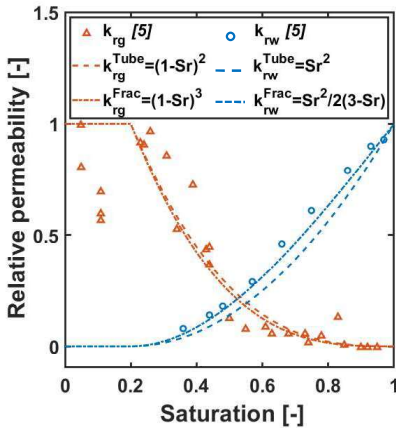 1.5
k_rg [5] k_rw [5]
k_rg^Tube=(1-Sr)^2 k_rw^Tube=Sr^2
k_rg^Frac=(1-Sr)^3 k_rw^Frac=Sr^2/2(3-Sr)
1
0.5
0
Relative permeability [-]
0 0.2 0.4 0.6 0.8 1
Saturation [-]